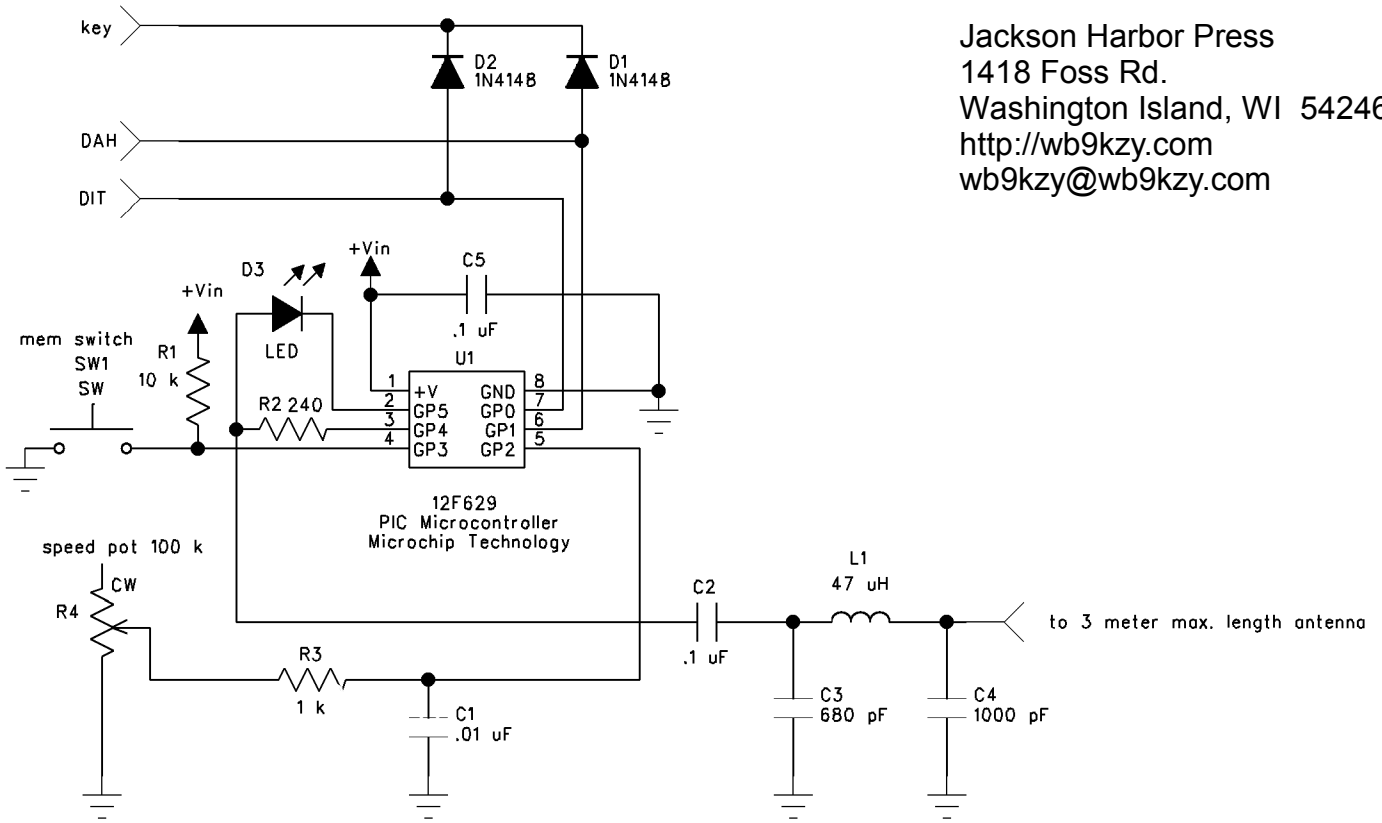 key
D2
1N4148
D1
1N4148
Jackson Harbor Press
1418 Foss Rd.
Washington Island, WI 54246
http://wb9kzy.com
wb9kzy@wb9kzy.com
DAH
DIT
+Vin
C5
.1 uF
D3
LED
+Vin
mem switch
SW1
SW
R1
10 k
R2 240
U1
1
+V
GND
8
2
GP5
GP0
7
3
GP4
GP1
6
4
GP3
GP2
5
12F629
PIC Microcontroller
Microchip Technology
speed pot 100 k
CW
R4
R3
1 k
C1
.01 uF
C2
.1 uF
L1
47 uH
to 3 meter max. length antenna
C3
680 pF
C4
1000 pF